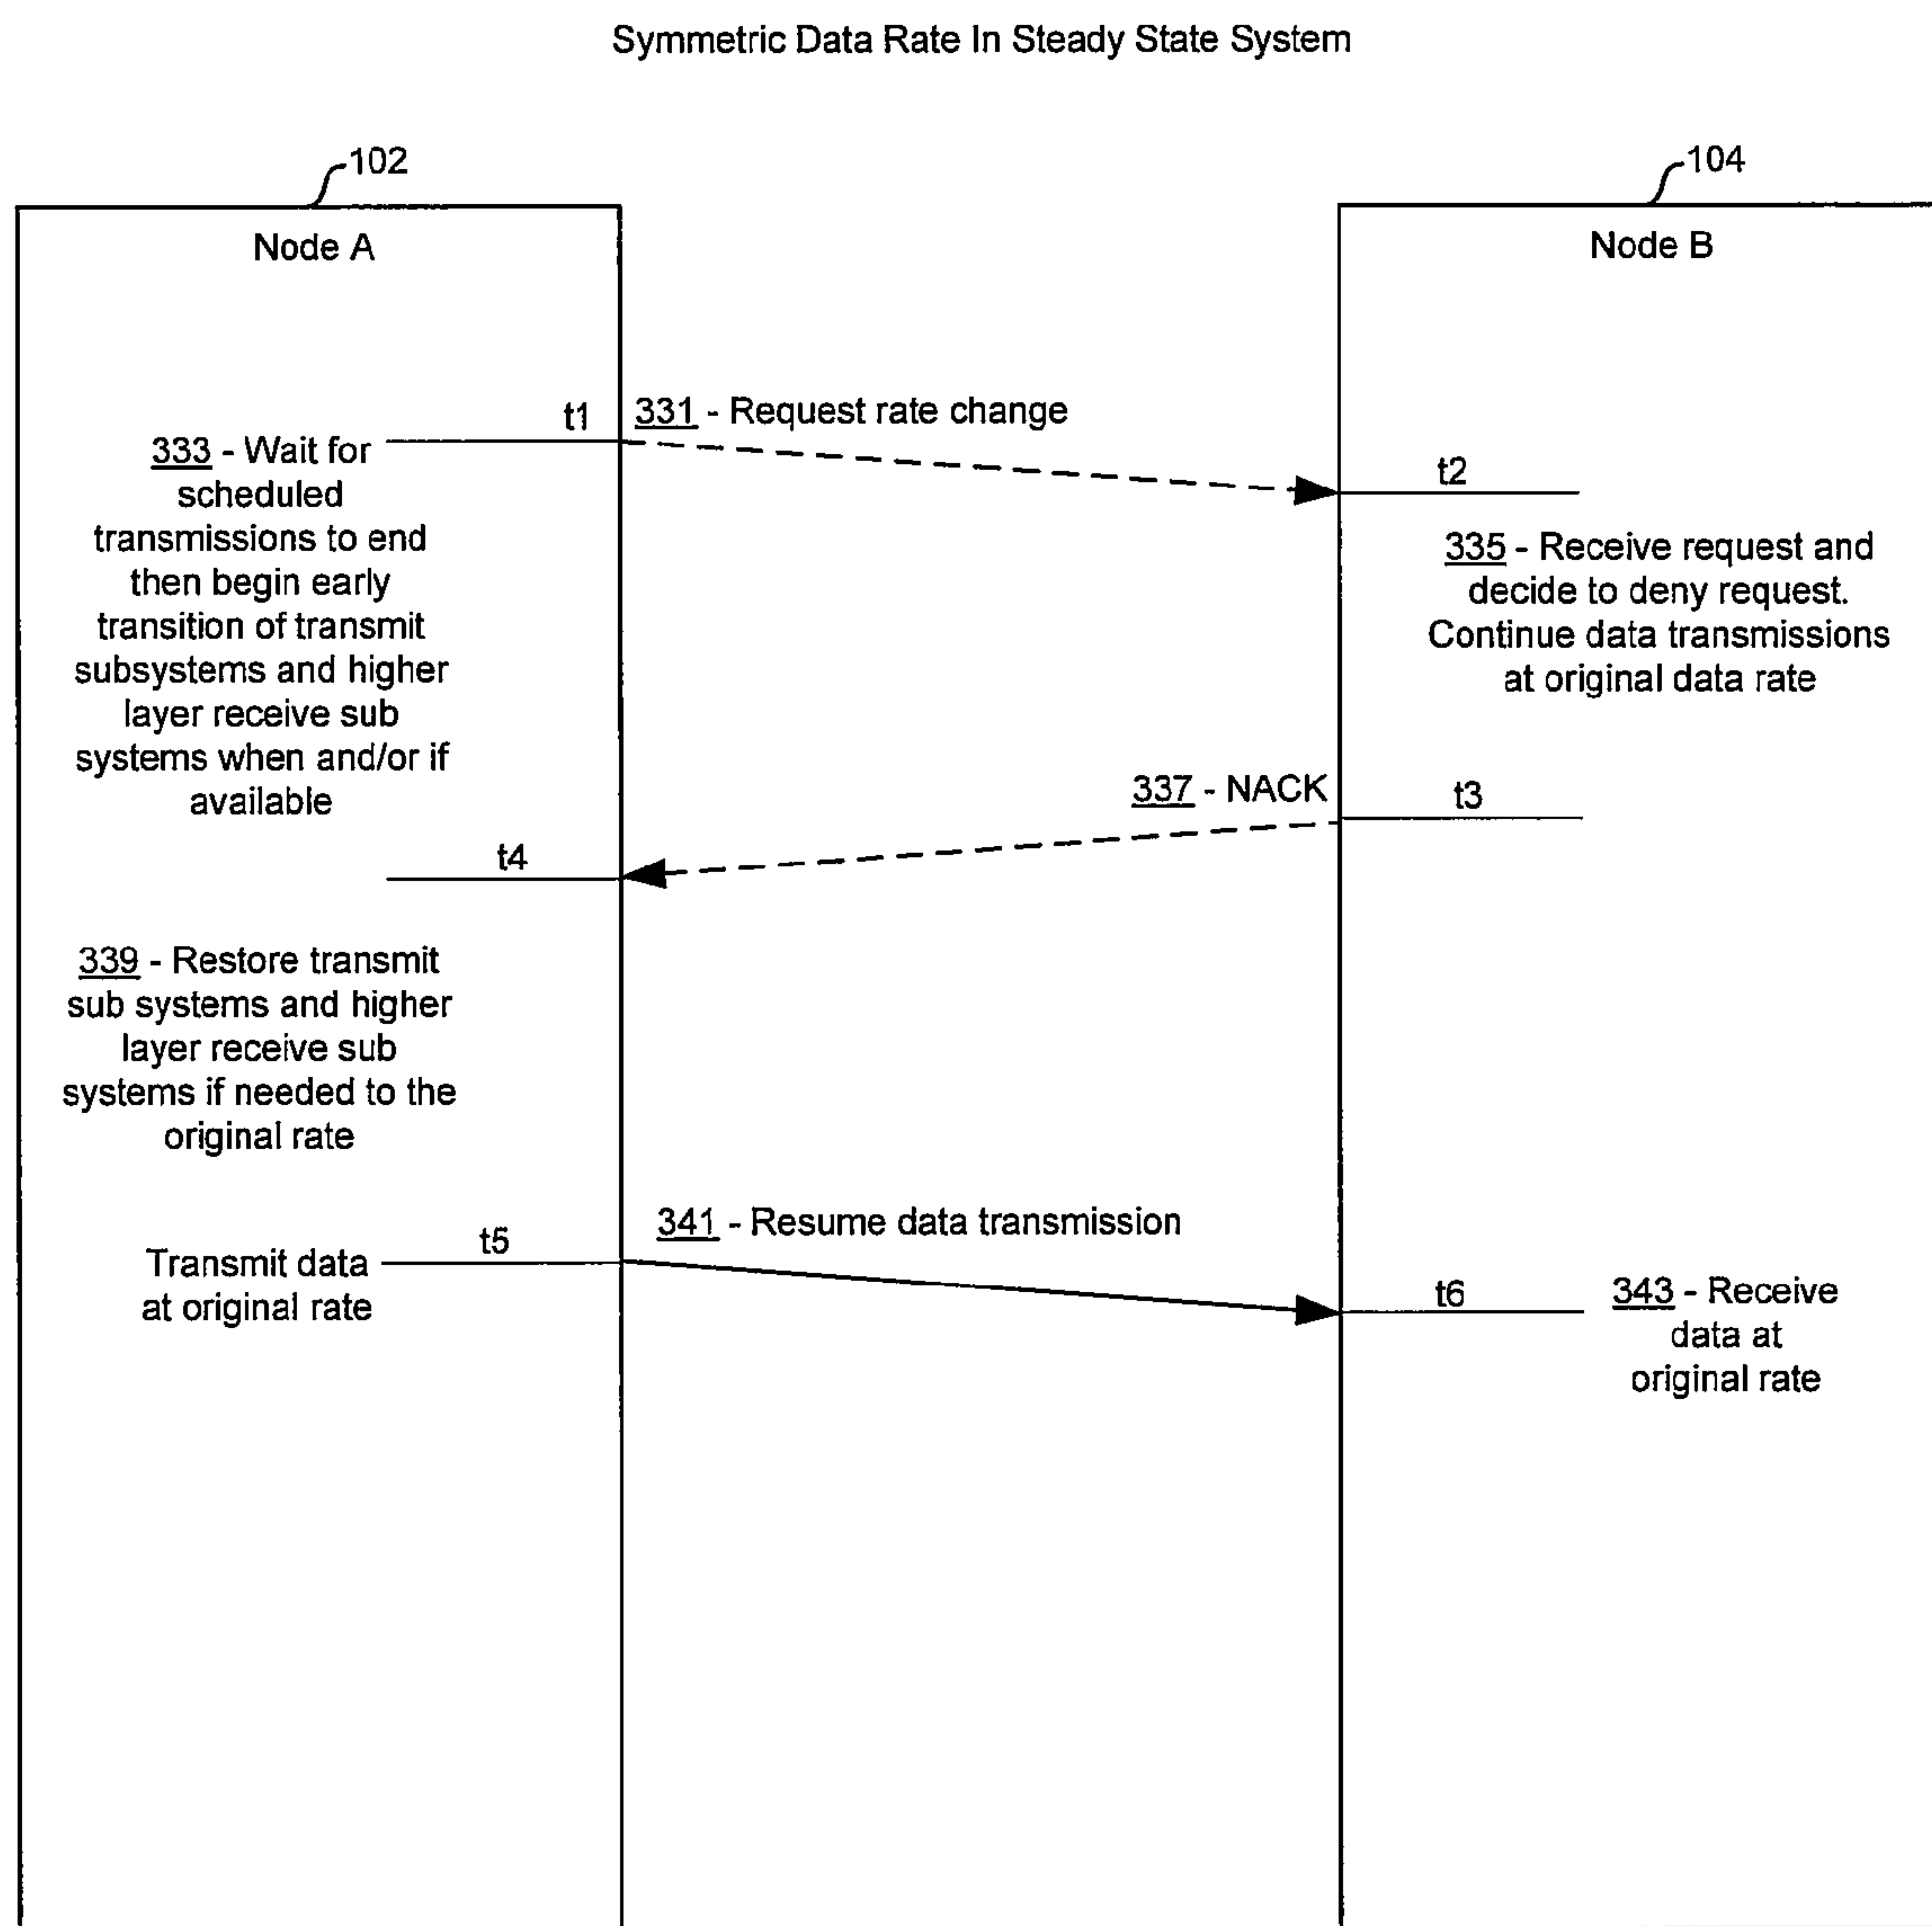 Symmetric Data Rate In Steady State System
102
104
Node A
Node B
t1
331 - Request rate change
333 - Wait for
scheduled
transmissions to end
then begin early
transition of transmit
subsystems and higher
layer receive sub
systems when and/or if
available
t2
335 - Receive request and
decide to deny request.
Continue data transmissions
at original data rate
337 - NACK
t3
t4
339 - Restore transmit
sub systems and higher
layer receive sub
systems if needed to the
original rate
341 - Resume data transmission
t5
Transmit data
at original rate
t6
343 - Receive
data at
original rate